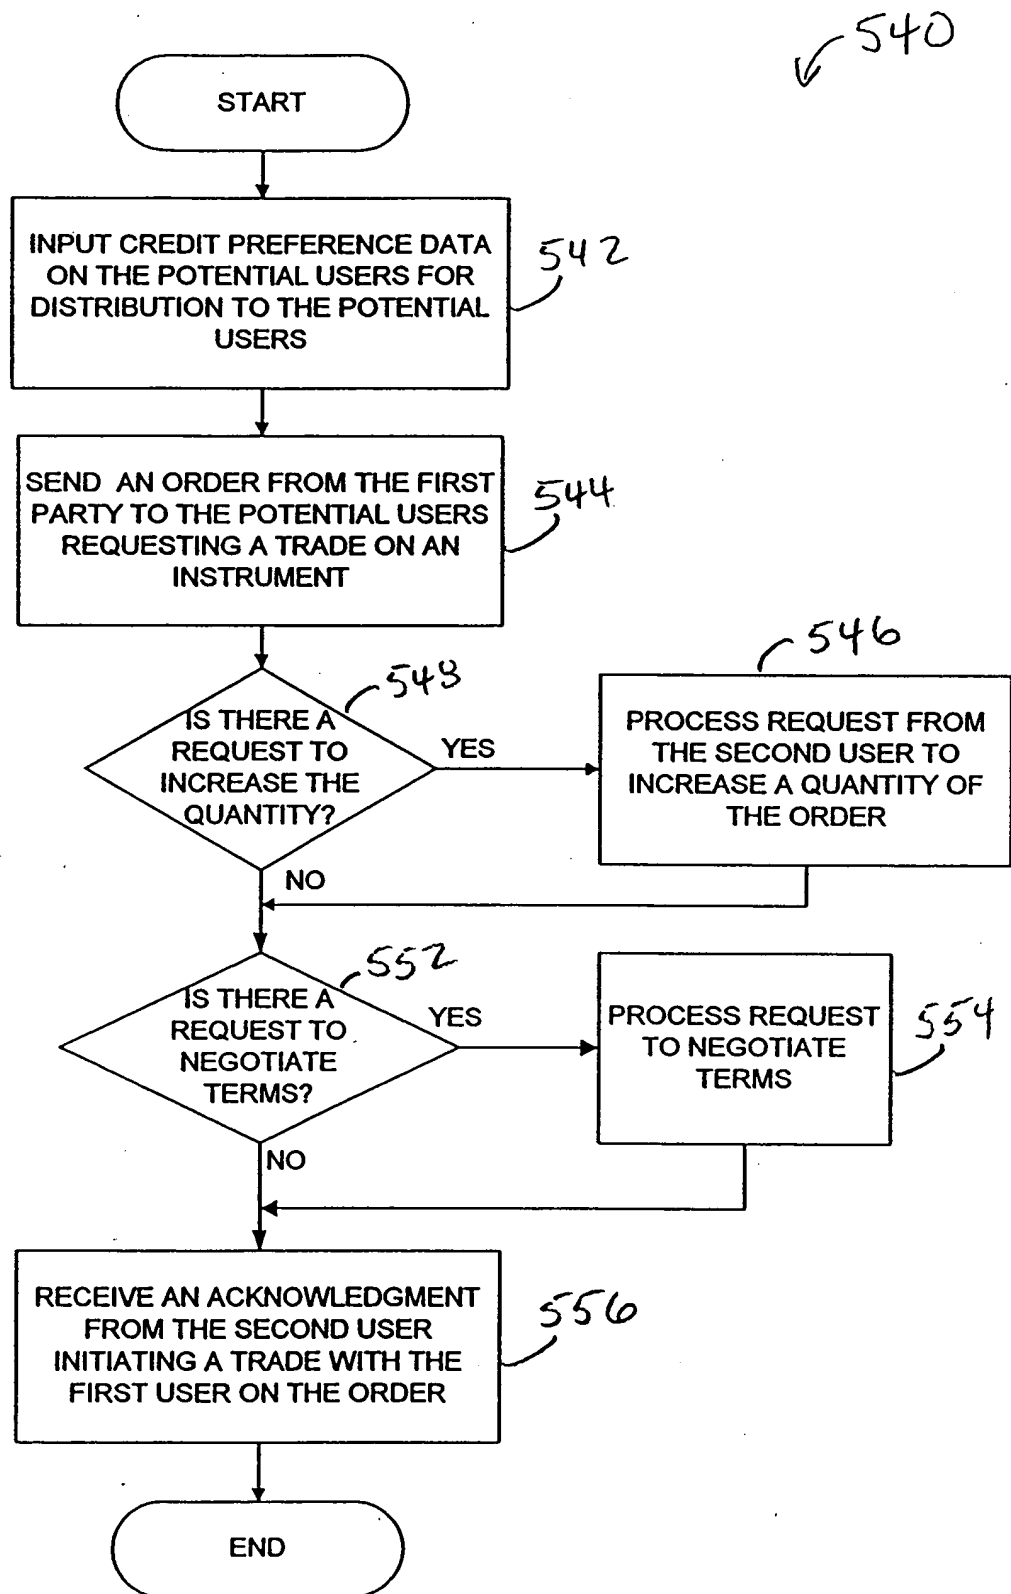 540
START
INPUT CREDIT PREFERENCE DATA
ON THE POTENTIAL USERS FOR
DISTRIBUTION TO THE POTENTIAL
USERS
542
SEND AN ORDER FROM THE FIRST
PARTY TO THE POTENTIAL USERS
REQUESTING A TRADE ON AN
INSTRUMENT
544
548
IS THERE A
REQUEST TO
INCREASE THE
QUANTITY?
YES
546
PROCESS REQUEST FROM
THE SECOND USER TO
INCREASE A QUANTITY OF
THE ORDER
NO
552
IS THERE A
REQUEST TO
NEGOTIATE
TERMS?
YES
PROCESS REQUEST
TO NEGOTIATE
TERMS
554
NO
RECEIVE AN ACKNOWLEDGMENT
FROM THE SECOND USER
INITIATING A TRADE WITH THE
FIRST USER ON THE ORDER
556
END